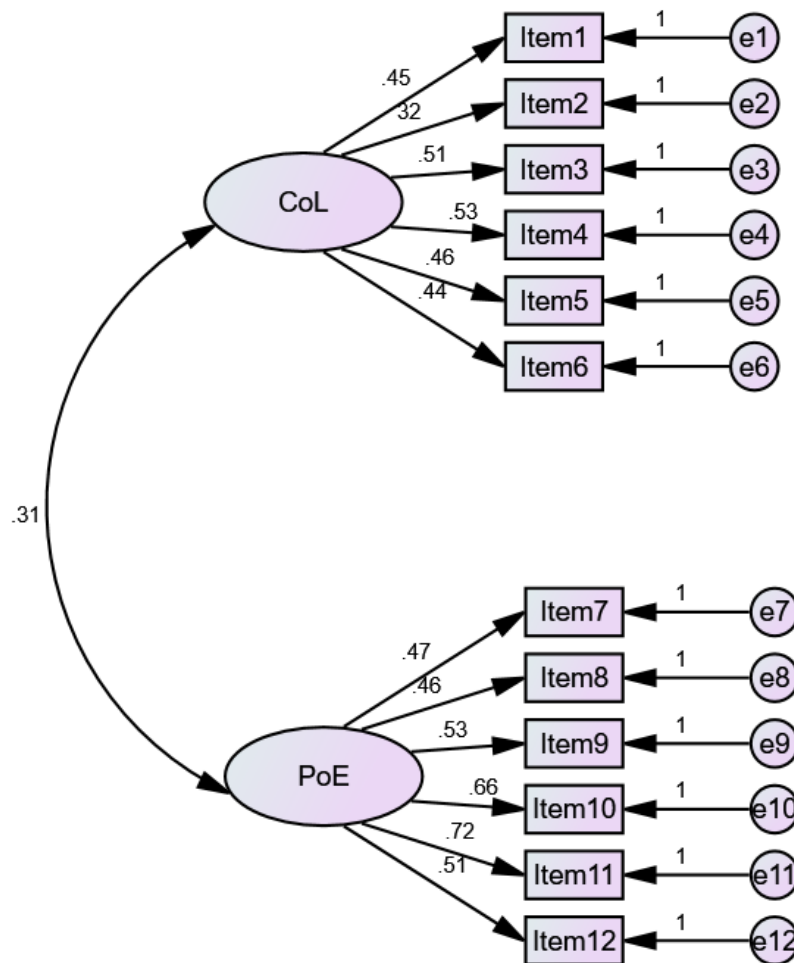 Item1
1
e1
.45
Item2
1
e2
32
Item3
1
e3
.51
CoL
Item4
1
e4
.53
Item5
1
e5
.46
Item6
1
e6
.44
.31
Item7
1
e7
.47
Item8
1
e8
.46
Item9
1
e9
.53
PoE
Item10
1
e10
.66
Item11
1
e11
.72
Item12
1
e12
.51